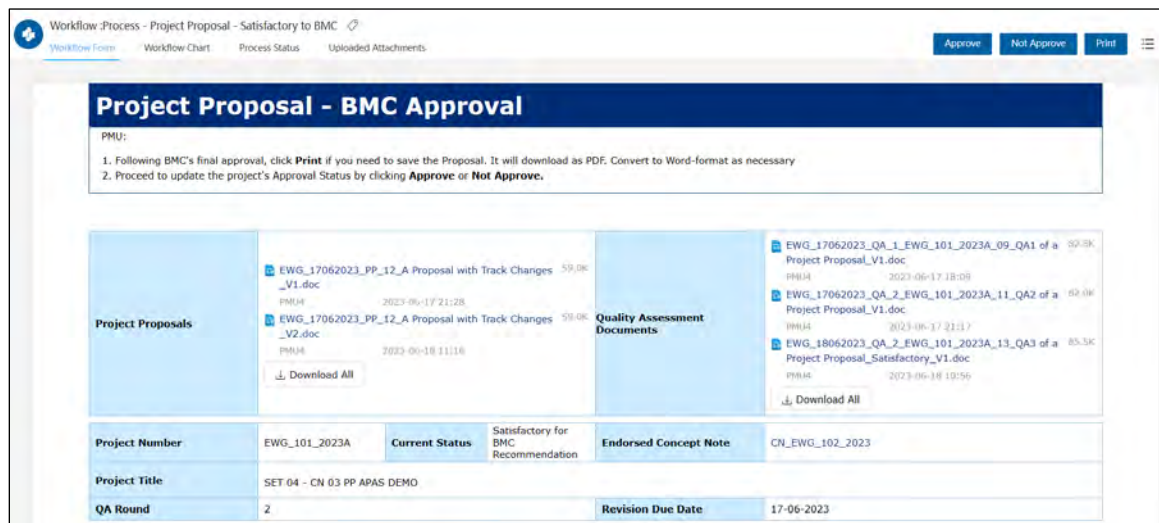 Workflow :Process - Project Proposal - Satisfactory to BMC
Workflow Form Workflow Chart Process Status Uploaded Attachments
Approve Not Approve Print
Project Proposal - BMC Approval
PMU:
1. Following BMC's final approval, click Print if you need to save the Proposal. It will download as PDF. Convert to Word-format as necessary
2. Proceed to update the project's Approval Status by clicking Approve or Not Approve.
Project Proposals
EWG_17062023_PP_12_A Proposal with Track Changes 59.0K
_V1.doc
PMU4 2023-06-17 21:28
EWG_17062023_PP_12_A Proposal with Track Changes 59.0K
_V2.doc
PMU4 2023-06-18 11:16
Download All
Quality Assessment
Documents
EWG_17062023_QA_1_EWG_101_2023A_09_QA1 of a 82.5K
Project Proposal_V1.doc
PMU4 2023-06-17 18:09
EWG_17062023_QA_2_EWG_101_2023A_11_QA2 of a 82.0K
Project Proposal_V1.doc
PMU4 2023-06-17 21:17
EWG_18062023_QA_2_EWG_101_2023A_13_QA3 of a 85.5K
Project Proposal_Satisfactory_V1.doc
PMU4 2023-06-18 10:56
Download All
Project Number EWG_101_2023A
Current Status
Satisfactory for
BMC
Recommendation
Endorsed Concept Note CN_EWG_102_2023
Project Title SET 04 - CN 03 PP APAS DEMO
QA Round 2 Revision Due Date 17-06-2023